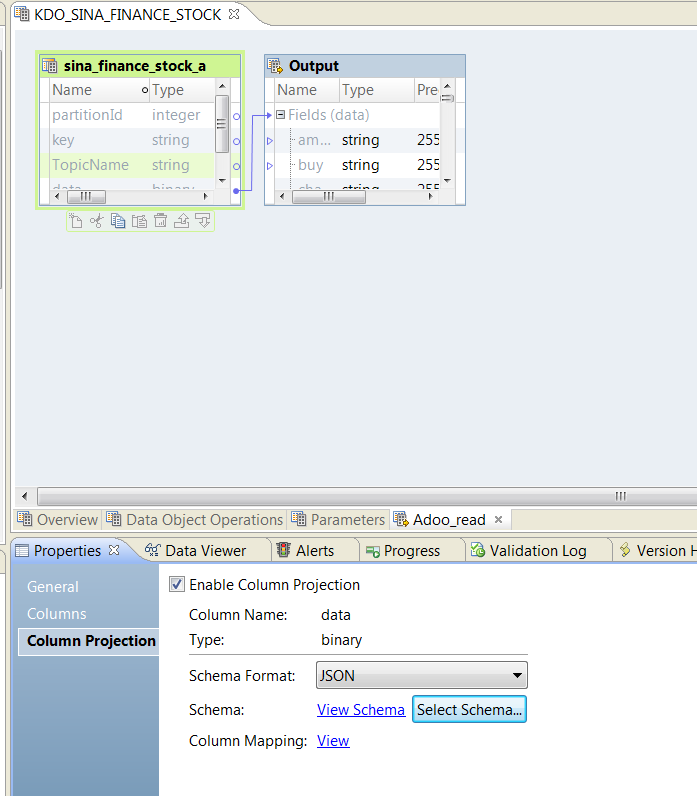 KDO_SINA_FINANCE_STOCK
sina_finance_stock_a
Name Type
partitionId integer
key string
TopicName string
data binary
Output
Name Type Pre
Fields (data)
am... string 255
buy string 255
string 255
Overview Data Object Operations Parameters Adoo_read
Properties Data Viewer Alerts Progress Validation Log Version H
General
Columns
Column Projection
Enable Column Projection
Column Name: data
Type: binary
Schema Format: JSON
Schema: View Schema Select Schema...
Column Mapping: View